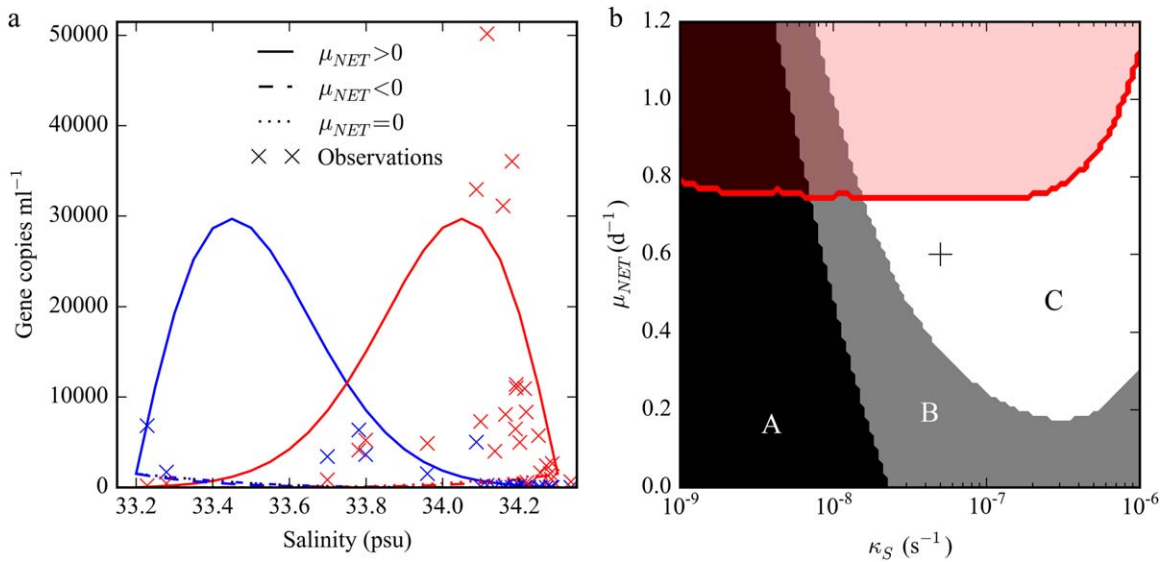 a
50000
40000
30000
20000
10000
0
Gene copies ml⁻¹
μ_NET>0
μ_NET<0
μ_NET=0
Observations
33.2 33.4 33.6 33.8 34.0 34.2
Salinity (psu)
b
1.2
1.0
0.8
0.6
0.4
0.2
0.0
μ_NET(d⁻¹)
A
B
C
10⁻⁹ 10⁻⁸ 10⁻⁷ 10⁻⁶
κ_S (s⁻¹)